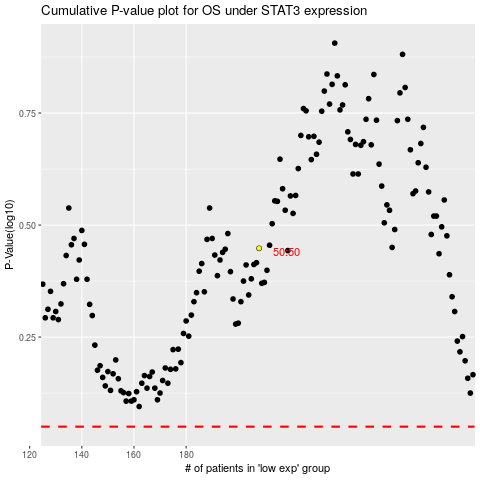 Cumulative P-value plot for OS under STAT3 expression
P-Value(log10)
0.75
0.50
0.25
50:50
120 140 160 180
# of patients in 'low exp' group